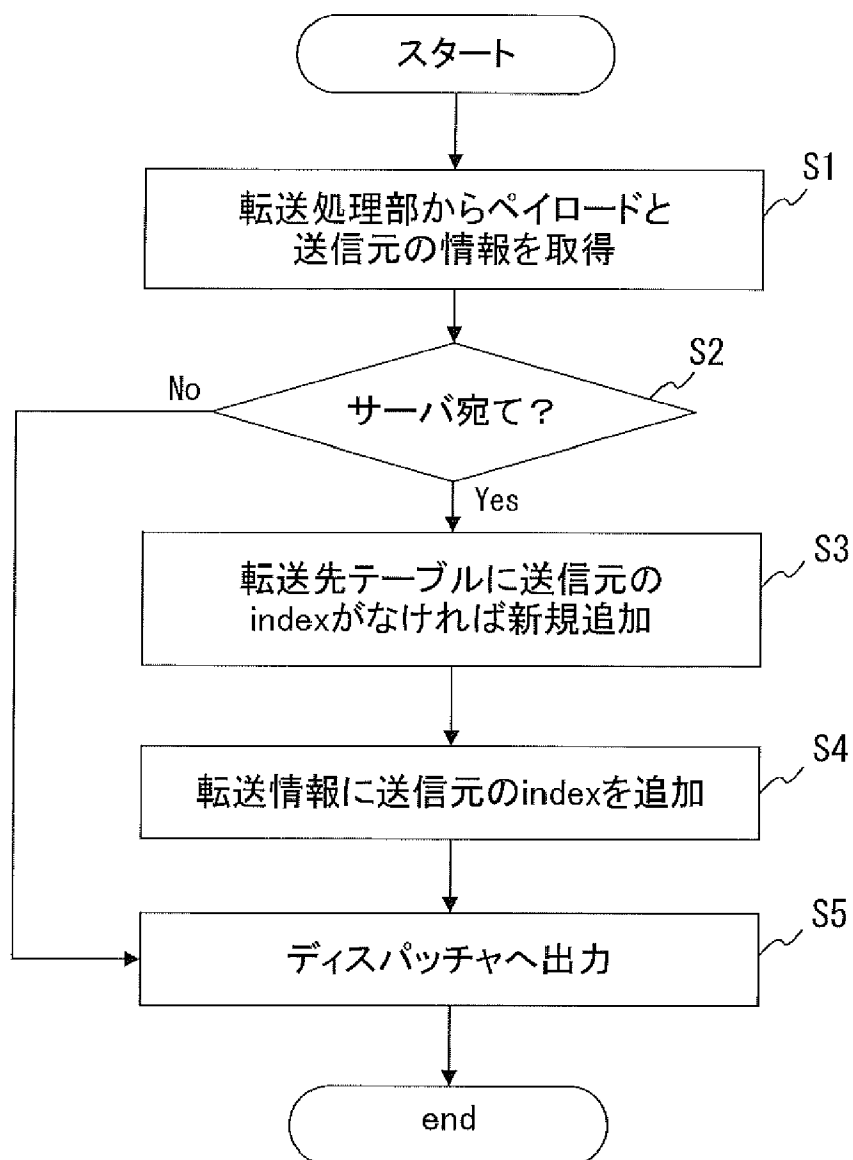 スタート
S1
転送処理部からペイロードと
送信元の情報を取得
S2
No
サーバ宛て？
Yes
S3
転送先テーブルに送信元の
indexがなければ新規追加
S4
転送情報に送信元のindexを追加
S5
ディスパッチャへ出力
end